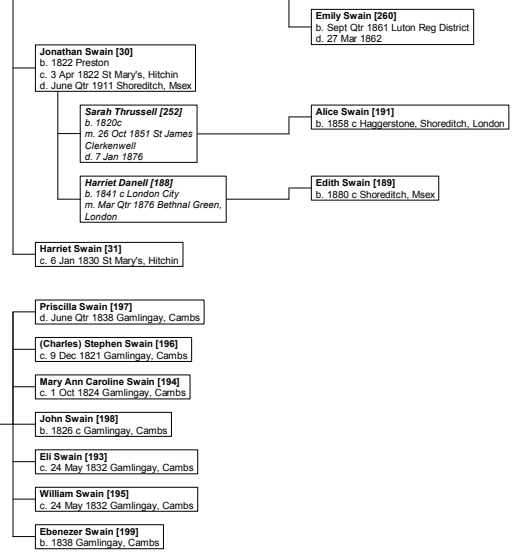 Emily Swain [260]
b. Sept Qtr 1861 Luton Reg District
d. 27 Mar 1862
Jonathan Swain [30]
b. 1822 Preston
c. 3 Apr 1822 St Mary's, Hitchin
d. June Qtr 1911 Shoreditch, Msex
Sarah Thrussell [252]
b. 1820c
m. 26 Oct 1851 St James
Clerkenwell
d. 7 Jan 1876
Alice Swain [191]
b. 1858 c Haggerstone, Shoreditch, London
Harriet Danell [188]
b. 1841 c London City
m. Mar Qtr 1876 Bethnal Green,
London
Edith Swain [189]
b. 1880 c Shoreditch, Msex
Harriet Swain [31]
c. 6 Jan 1830 St Mary's, Hitchin
Priscilla Swain [197]
d. June Qtr 1838 Gamlingay, Cambs
(Charles) Stephen Swain [196]
c. 9 Dec 1821 Gamlingay, Cambs
Mary Ann Caroline Swain [194]
c. 1 Oct 1824 Gamlingay, Cambs
John Swain [198]
b. 1826 c Gamlingay, Cambs
Eli Swain [193]
c. 24 May 1832 Gamlingay, Cambs
William Swain [195]
c. 24 May 1832 Gamlingay, Cambs
Ebenezer Swain [199]
b. 1838 Gamlingay, Cambs